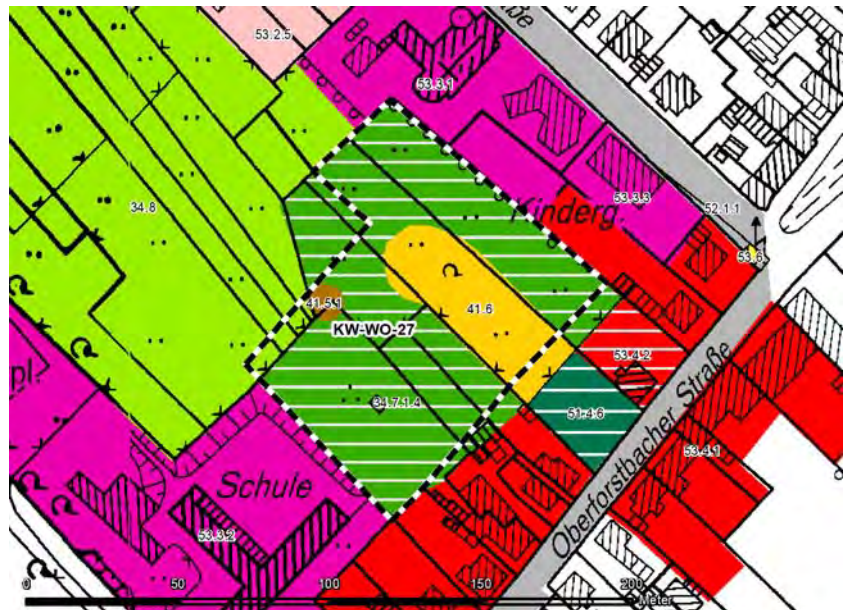 53.2.5
ße
53.3.1
34.8
Kinderg.
53.3.3
52.1.1
53.6
41.5.1
41.6
KW-WO-27
53.4.2
pl.
34.7.1.4
51.4.6
Oberforstbacher Straße
53.4.1
Schule
53.3.2
0 50 100 150 200
Meter